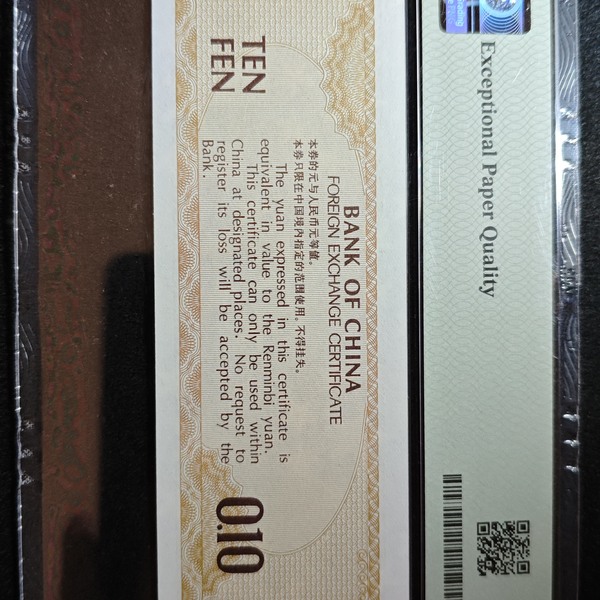 Exceptional Paper Quality
BANK OF CHINA
FOREIGN EXCHANGE CERTIFICATE
本券的元与人民币元等值。
本券只限在中国境内指定的范围使用。不得挂失。
The yuan expressed in this certificate is
equivalent in value to the Renminbi yuan.
This certificate can only be used within
China at designated places. No request to
register its loss will be accepted by the
Bank.
TEN
FEN
0.10